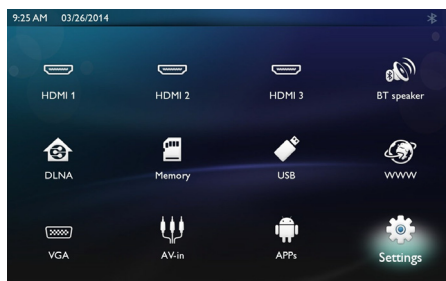 9:25 AM 03/26/2014
HDMI 1 HDMI 2 HDMI 3 BT speaker
DLNA Memory USB WWW
VGA AV-in APPs Settings